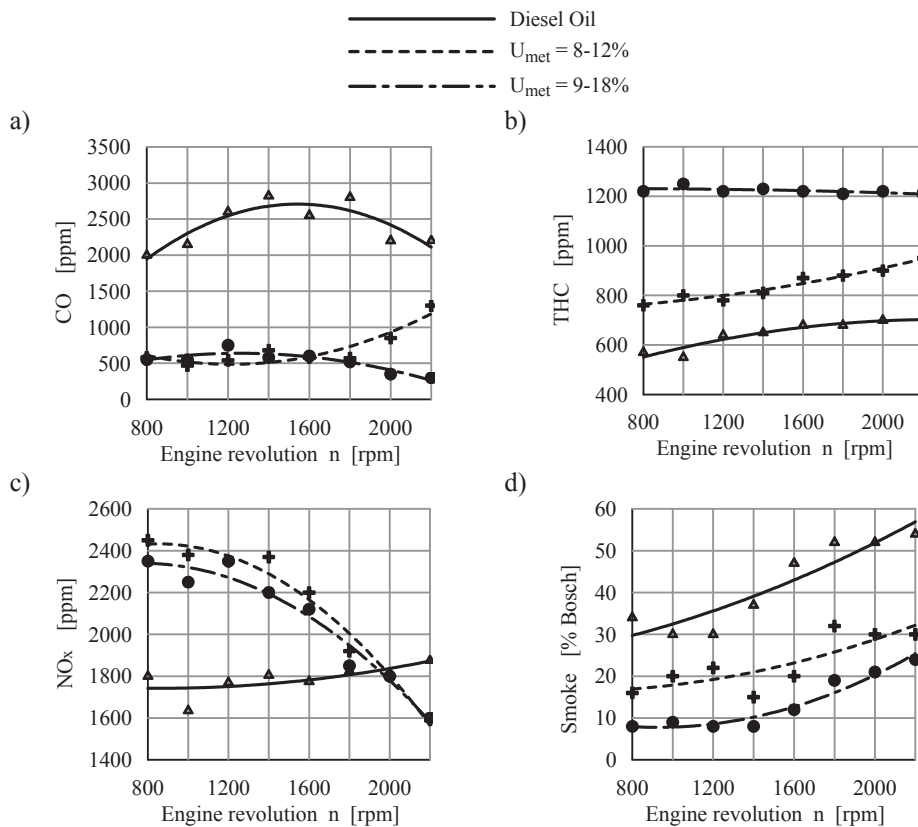 Diesel Oil
Umet = 8-12%
Umet = 9-18%
a)
3500
3000
2500
2000
1500
1000
500
0
CO [ppm]
800 1200 1600 2000
Engine revolution n [rpm]
b)
1400
1200
1000
800
600
400
THC [ppm]
800 1200 1600 2000
Engine revolution n [rpm]
c)
2600
2400
2200
2000
1800
1600
1400
NOx [ppm]
800 1200 1600 2000
Engine revolution n [rpm]
d)
60
50
40
30
20
10
0
Smoke [% Bosch]
800 1200 1600 2000
Engine revolution n [rpm]